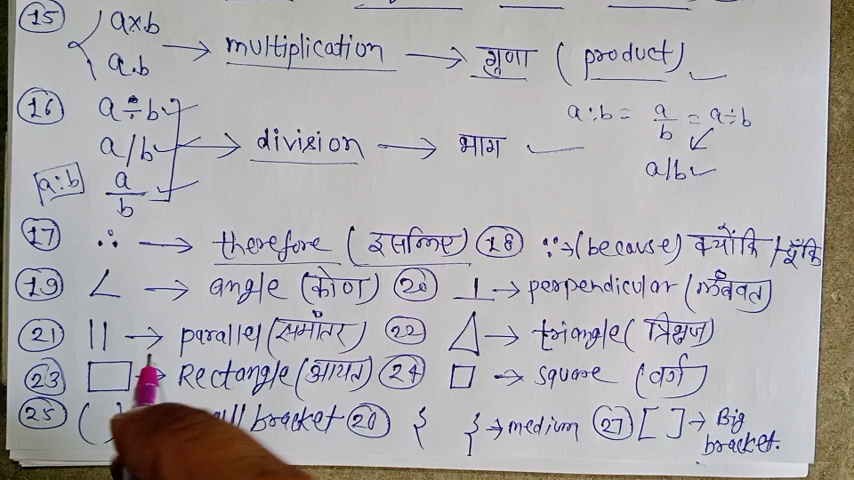 15 a×b
a.b → multiplication → गुणा (product)
16 a÷b
a/b → division → भाग
a:b a/b
a:b = a/b = a÷b
a/b
17 ∴ → therefore (इसलिए) 18 ∵→(because) क्योंकि / चूँकि
19 ∠ → angle (कोण) 20 ⊥→ perpendicular (लंबवत)
21 || → parallel (समांतर) 22 △→ triangle (त्रिभुज)
23 ▭ → Rectangle (आयत) 24 □ → square (वर्ग)
25 ( bracket 26 { }→medium 27 [ ]→ Big
bracket.